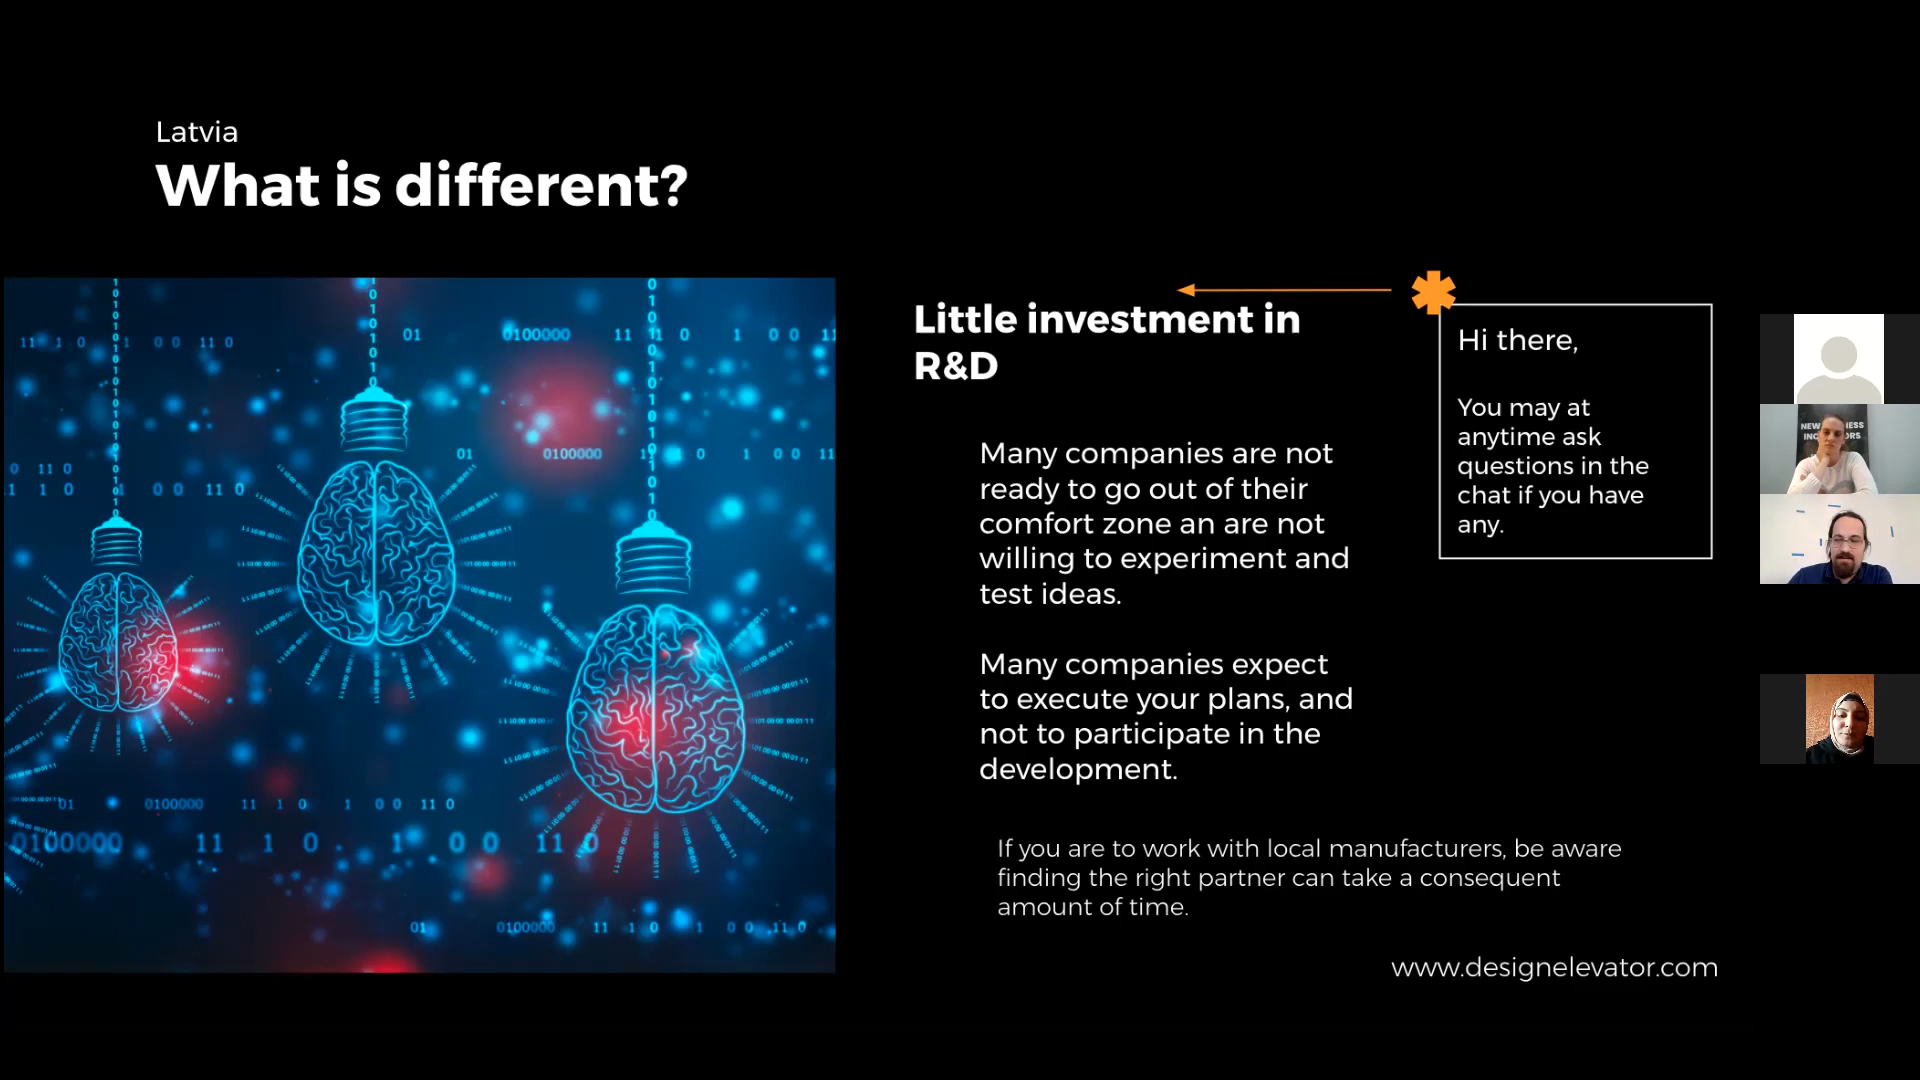 Latvia
What is different?
Little investment in
R&D
Many companies are not
ready to go out of their
comfort zone an are not
willing to experiment and
test ideas.
Many companies expect
to execute your plans, and
not to participate in the
development.
If you are to work with local manufacturers, be aware
finding the right partner can take a consequent
amount of time.
www.designelevator.com
Hi there,
You may at
anytime ask
questions in the
chat if you have
any.